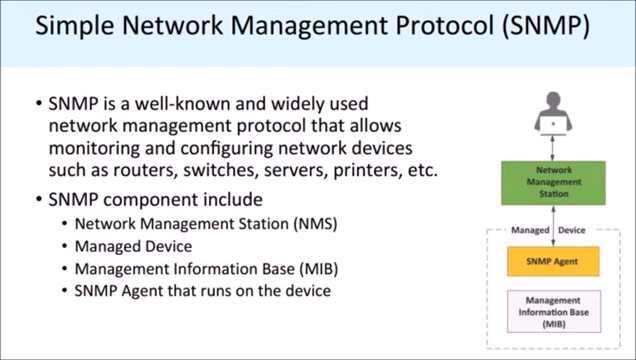 Simple Network Management Protocol (SNMP)
• SNMP is a well-known and widely used
network management protocol that allows
monitoring and configuring network devices
such as routers, switches, servers, printers, etc.
• SNMP component include
• Network Management Station (NMS)
• Managed Device
• Management Information Base (MIB)
• SNMP Agent that runs on the device
Network
Management
Station
Managed Device
SNMP Agent
Management
Information Base
(MIB)